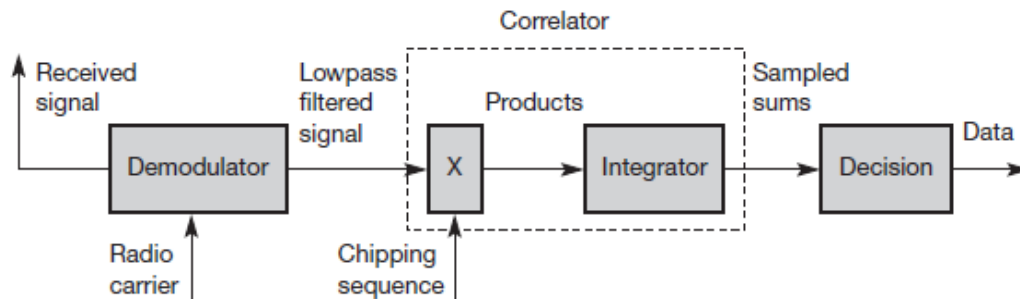 Correlator
Received
signal
Lowpass
filtered
signal
Products
Sampled
sums
Data
Demodulator
X
Integrator
Decision
Radio
carrier
Chipping
sequence